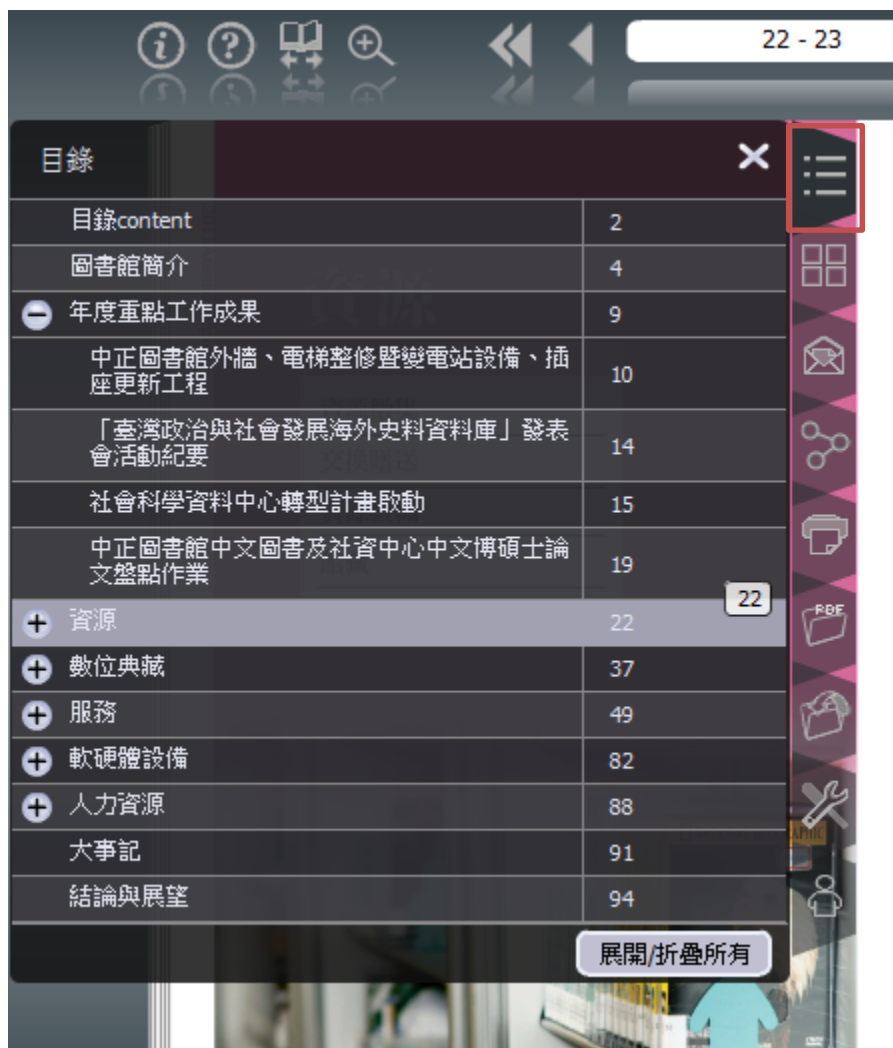 22 - 23
目錄
目錄content 2
圖書館簡介 4
年度重點工作成果 9
中正圖書館外牆、電梯整修暨變電站設備、插
座更新工程 10
「臺灣政治與社會發展海外史料資料庫」發表
會活動紀要 14
社會科學資料中心轉型計畫啟動 15
中正圖書館中文圖書及社資中心中文博碩士論
文盤點作業 19
22
資源 22
數位典藏 37
服務 49
軟硬體設備 82
人力資源 88
大事記 91
結論與展望 94
展開/折疊所有
PDF
資源
交換贈送